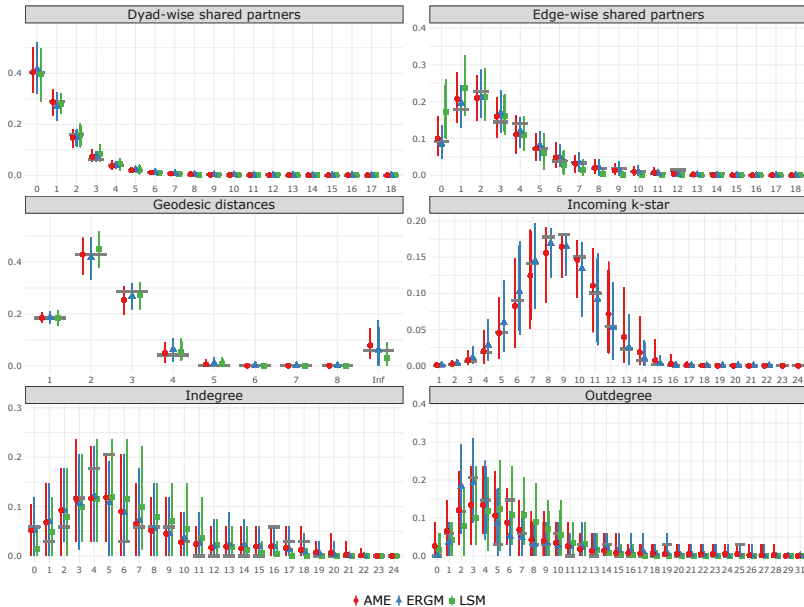 Dyad-wise shared partners
Edge-wise shared partners
0.4
0.2
0.0
0 1 2 3 4 5 6 7 8 9 10 11 12 13 14 15 16 17 18
0.4
0.3
0.2
0.1
0.0
0 1 2 3 4 5 6 7 8 9 10 11 12 13 14 15 16 17 18
Geodesic distances
Incoming k-star
0.4
0.2
0.0
1 2 3 4 5 6 7 8 Inf
0.20
0.15
0.10
0.05
0.00
1 2 3 4 5 6 7 8 9 10 11 12 13 14 15 16 17 18 19 20 21 22 23 24
Indegree
Outdegree
0.3
0.2
0.1
0.0
0 1 2 3 4 5 6 7 8 9 10 11 12 13 14 15 16 17 18 19 20 21 22 24
0.4
0.3
0.2
0.1
0.0
0 1 2 3 4 5 6 7 8 9 10 11 12 13 14 15 16 17 18 19 20 21 22 24 25 27 28 29 31
AME ERGM LSM